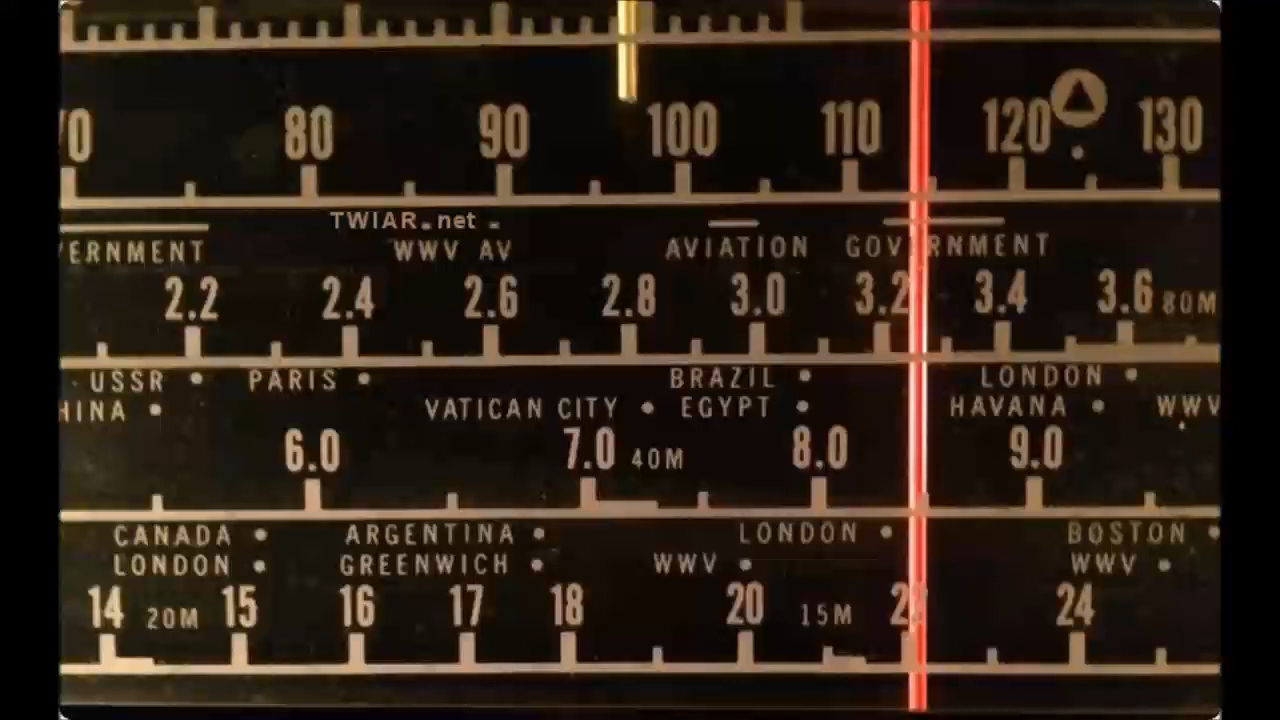 80 90 100 110 120 130
TWIAR.net
WWV AV AVIATION GOVERNMENT
2.2 2.4 2.6 2.8 3.0 3.2 3.4 3.6 80M
USSR PARIS BRAZIL LONDON
VATICAN CITY EGYPT HAVANA WWV
6.0 7.0 40M 8.0 9.0
CANADA ARGENTINA LONDON BOSTON
LONDON GREENWICH WWV WWV
14 20M 15 16 17 18 20 15M 24